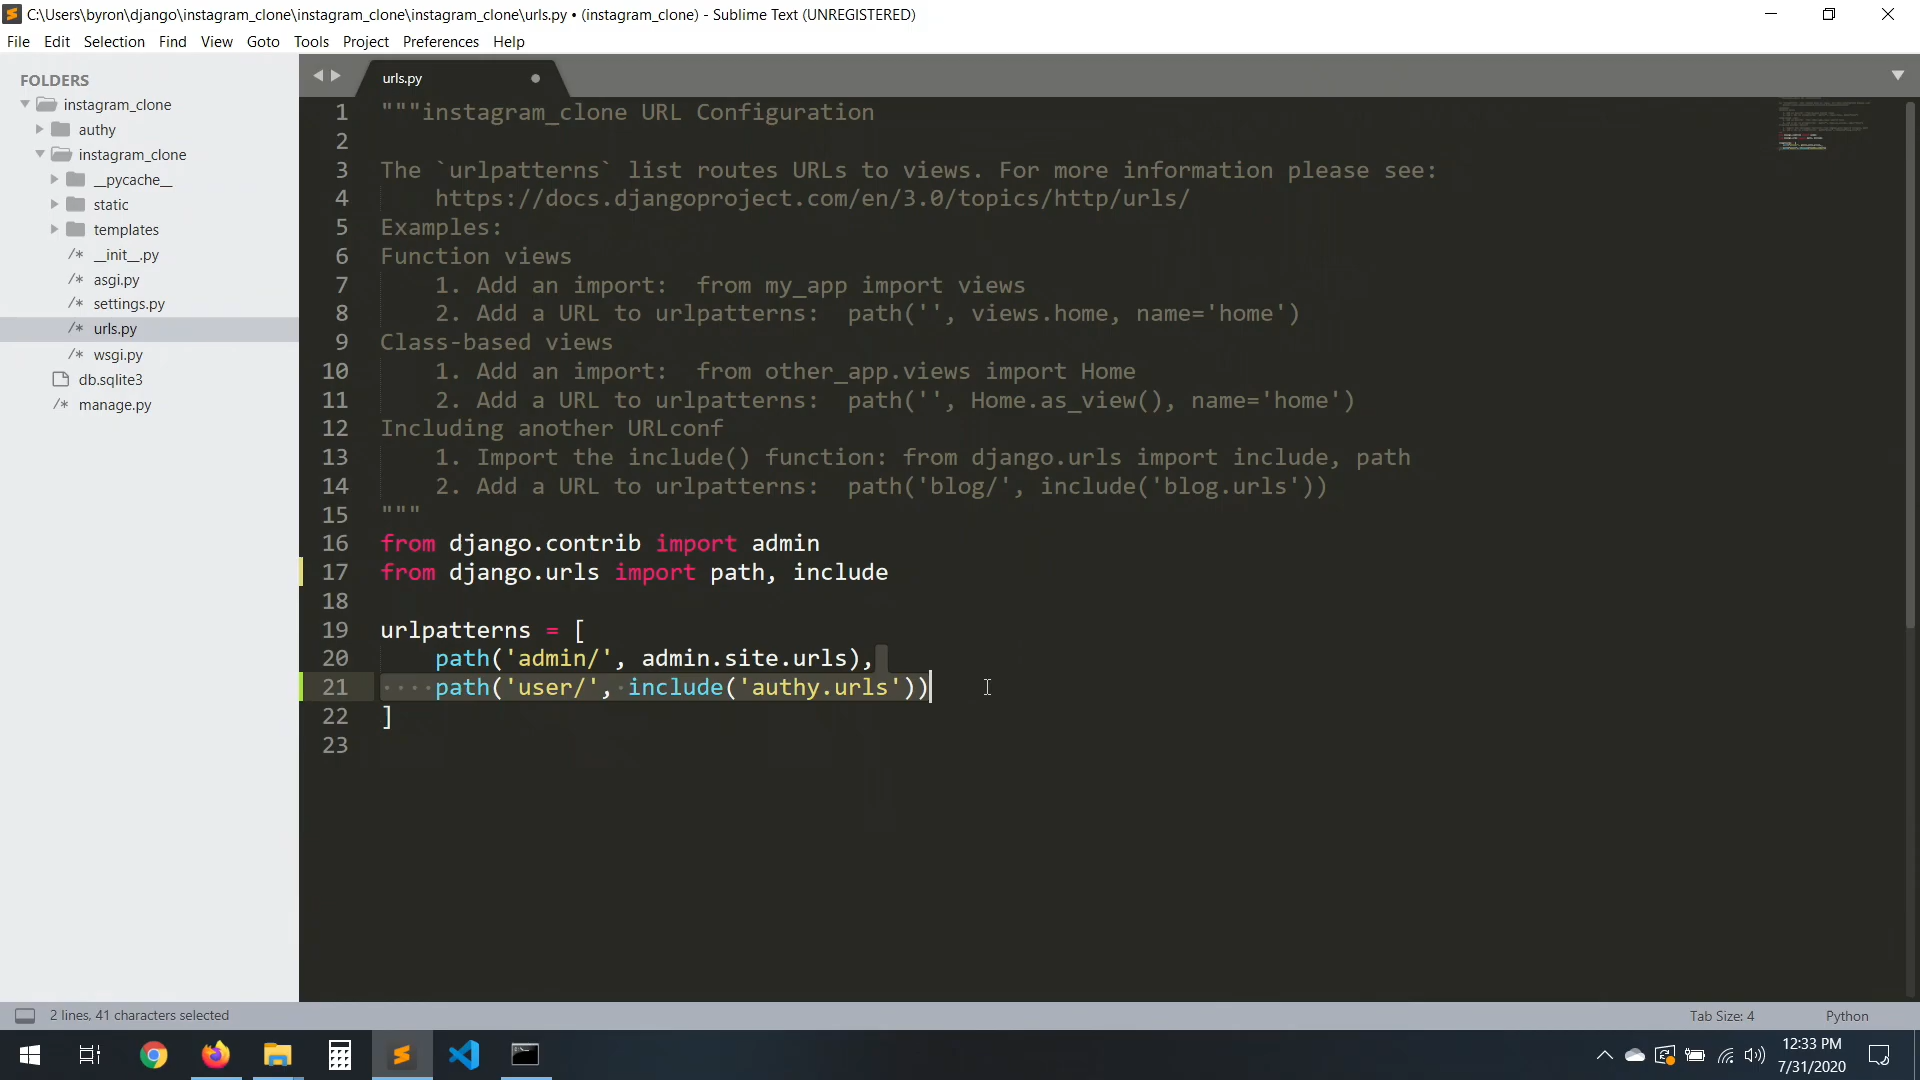 C:\Users\byron\django\instagram_clone\instagram_clone\instagram_clone\urls.py • (instagram_clone) - Sublime Text (UNREGISTERED)
File Edit Selection Find View Goto Tools Project Preferences Help
FOLDERS
instagram_clone
authy
instagram_clone
__pycache__
static
templates
/* __init__.py
/* asgi.py
/* settings.py
/* urls.py
/* wsgi.py
db.sqlite3
/* manage.py
urls.py
1 """instagram_clone URL Configuration
2
3 The `urlpatterns` list routes URLs to views. For more information please see:
4 https://docs.djangoproject.com/en/3.0/topics/http/urls/
5 Examples:
6 Function views
7 1. Add an import:  from my_app import views
8 2. Add a URL to urlpatterns:  path('', views.home, name='home')
9 Class-based views
10 1. Add an import:  from other_app.views import Home
11 2. Add a URL to urlpatterns:  path('', Home.as_view(), name='home')
12 Including another URLconf
13 1. Import the include() function: from django.urls import include, path
14 2. Add a URL to urlpatterns:  path('blog/', include('blog.urls'))
15 """
16 from django.contrib import admin
17 from django.urls import path, include
18
19 urlpatterns = [
20 path('admin/', admin.site.urls),
21 path('user/', include('authy.urls'))
22 ]
23
2 lines, 41 characters selected
Tab Size: 4
Python
12:33 PM
7/31/2020